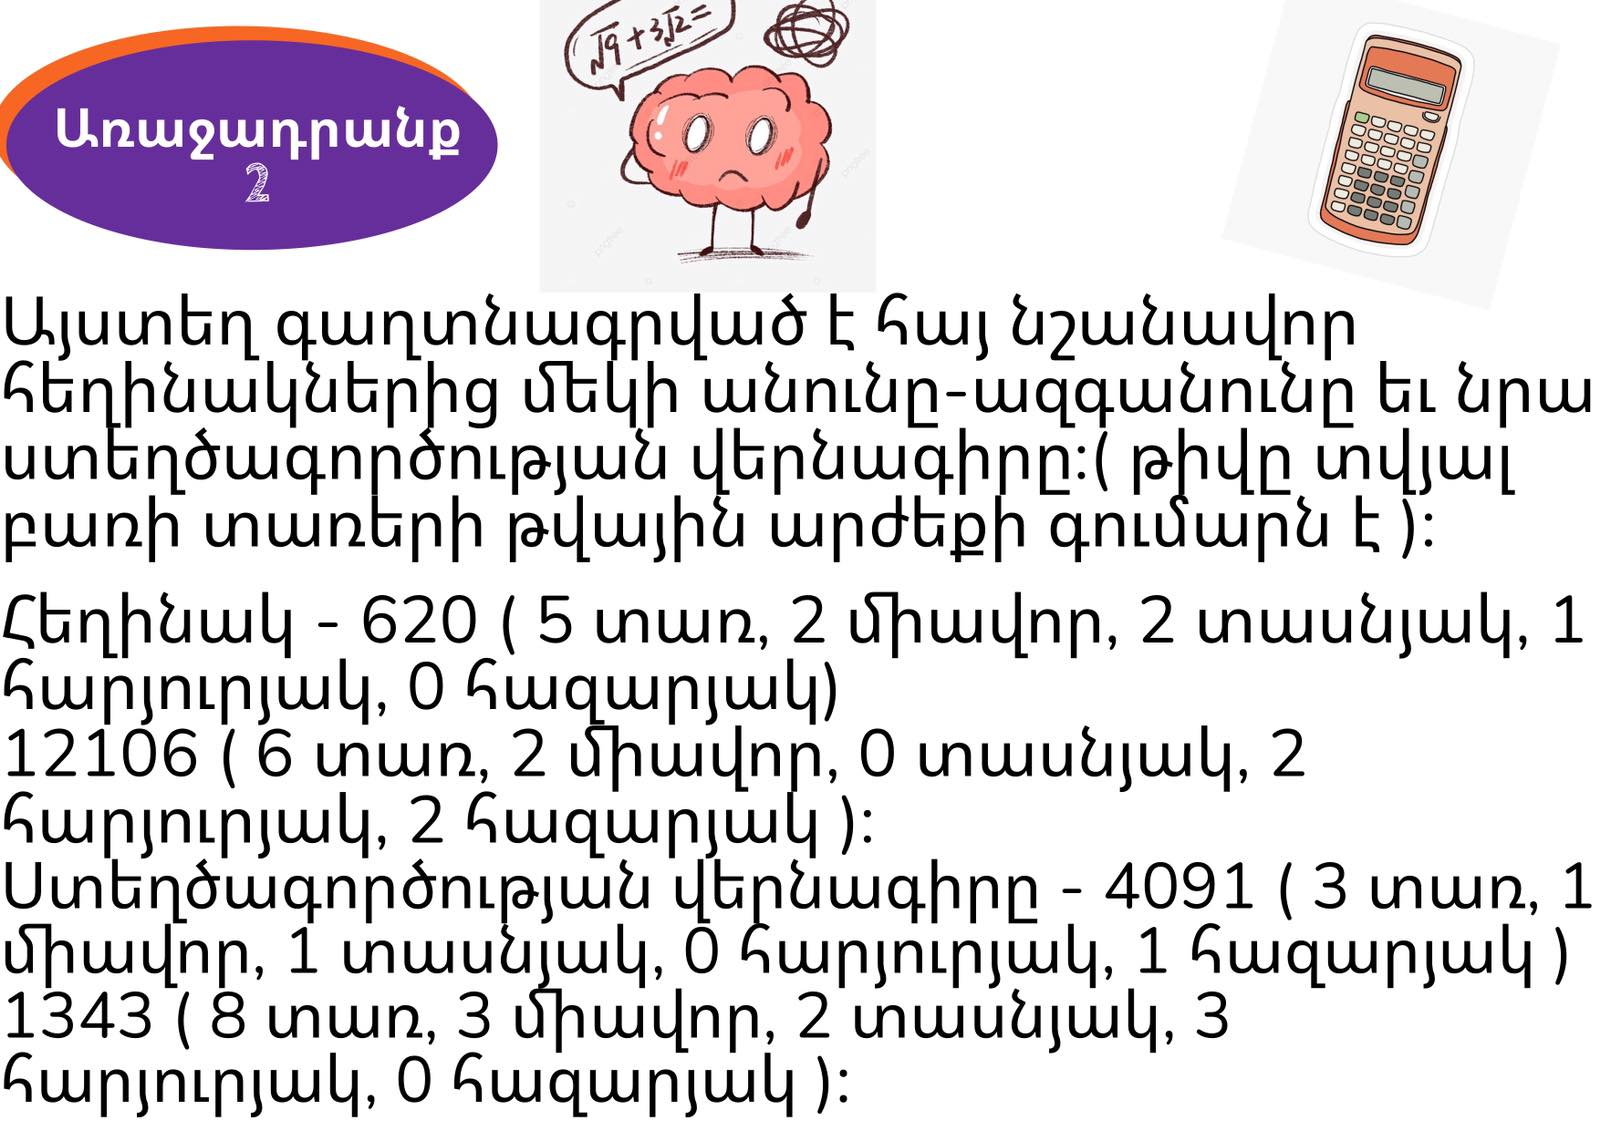 Առաջադրանք
2
√9 + 3√2 =
Այստեղ գաղտնագրված է հայ նշանավոր
հեղինակներից մեկի անունը-ազգանունը եւ նրա
ստեղծագործության վերնագիրը:( թիվը տվյալ
բառի տառերի թվային արժեքի գումարն է ):
Հեղինակ - 620 ( 5 տառ, 2 միավոր, 2 տասնյակ, 1
հարյուրյակ, 0 հազարյակ)
12106 ( 6 տառ, 2 միավոր, 0 տասնյակ, 2
հարյուրյակ, 2 հազարյակ ):
Ստեղծագործության վերնագիրը - 4091 ( 3 տառ, 1
միավոր, 1 տասնյակ, 0 հարյուրյակ, 1 հազարյակ )
1343 ( 8 տառ, 3 միավոր, 2 տասնյակ, 3
հարյուրյակ, 0 հազարյակ ):